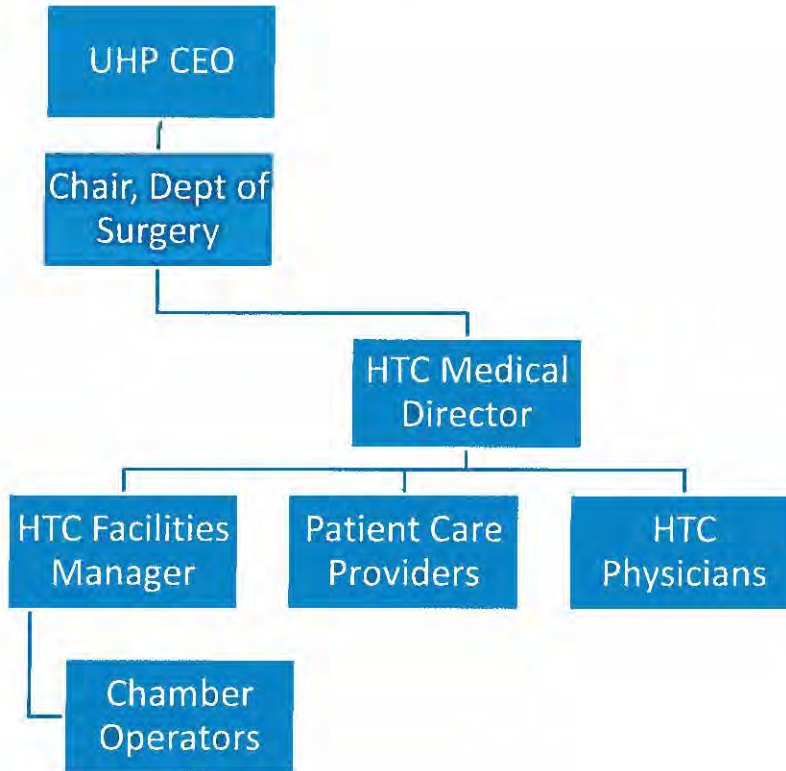 UHP CEO
Chair, Dept of
Surgery
HTC Medical
Director
HTC Facilities
Manager
Patient Care
Providers
HTC
Physicians
Chamber
Operators